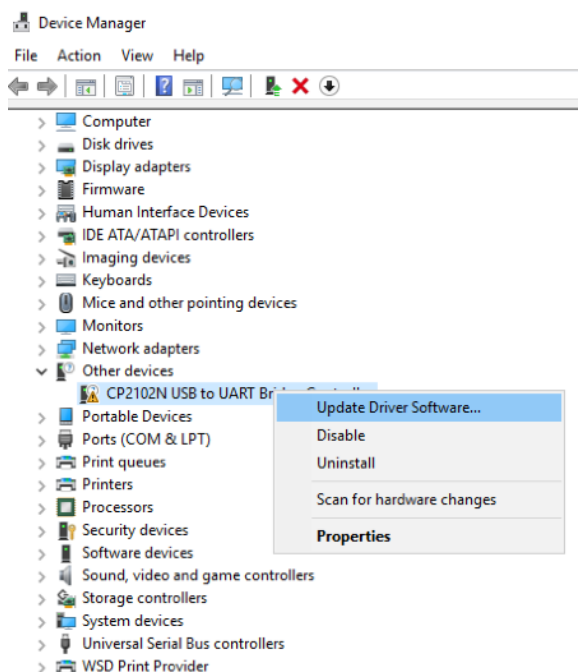 Device Manager
File Action View Help
Computer
Disk drives
Display adapters
Firmware
Human Interface Devices
IDE ATA/ATAPI controllers
Imaging devices
Keyboards
Mice and other pointing devices
Monitors
Network adapters
Other devices
CP2102N USB to UART
Portable Devices
Ports (COM & LPT)
Print queues
Printers
Processors
Security devices
Software devices
Sound, video and game controllers
Storage controllers
System devices
Universal Serial Bus controllers
WSD Print Provider
Update Driver Software...
Disable
Uninstall
Scan for hardware changes
Properties